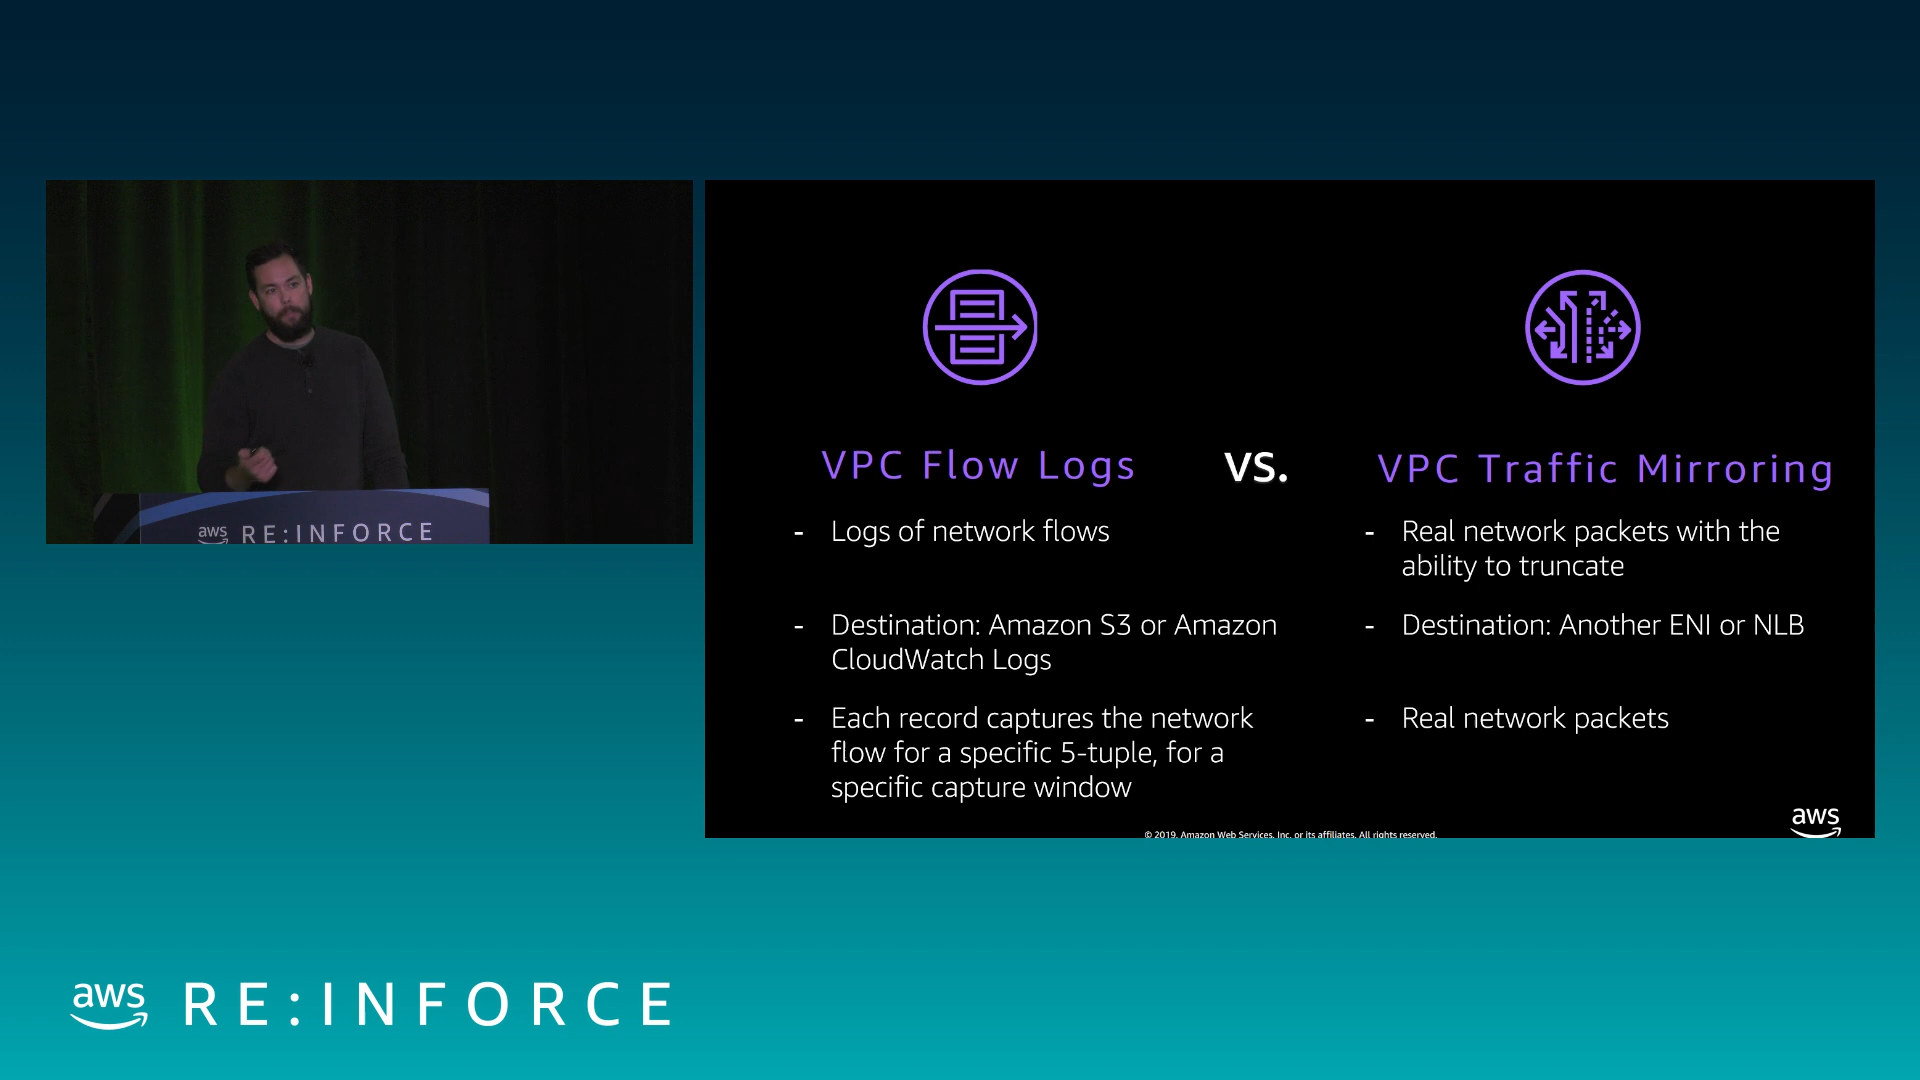 aws RE:INFORCE
VPC Flow Logs
VS.
VPC Traffic Mirroring
- Logs of network flows
- Destination: Amazon S3 or Amazon
CloudWatch Logs
- Each record captures the network
flow for a specific 5-tuple, for a
specific capture window
- Real network packets with the
ability to truncate
- Destination: Another ENI or NLB
- Real network packets
aws
© 2019, Amazon Web Services, Inc. or its affiliates. All rights reserved.
aws RE:INFORCE